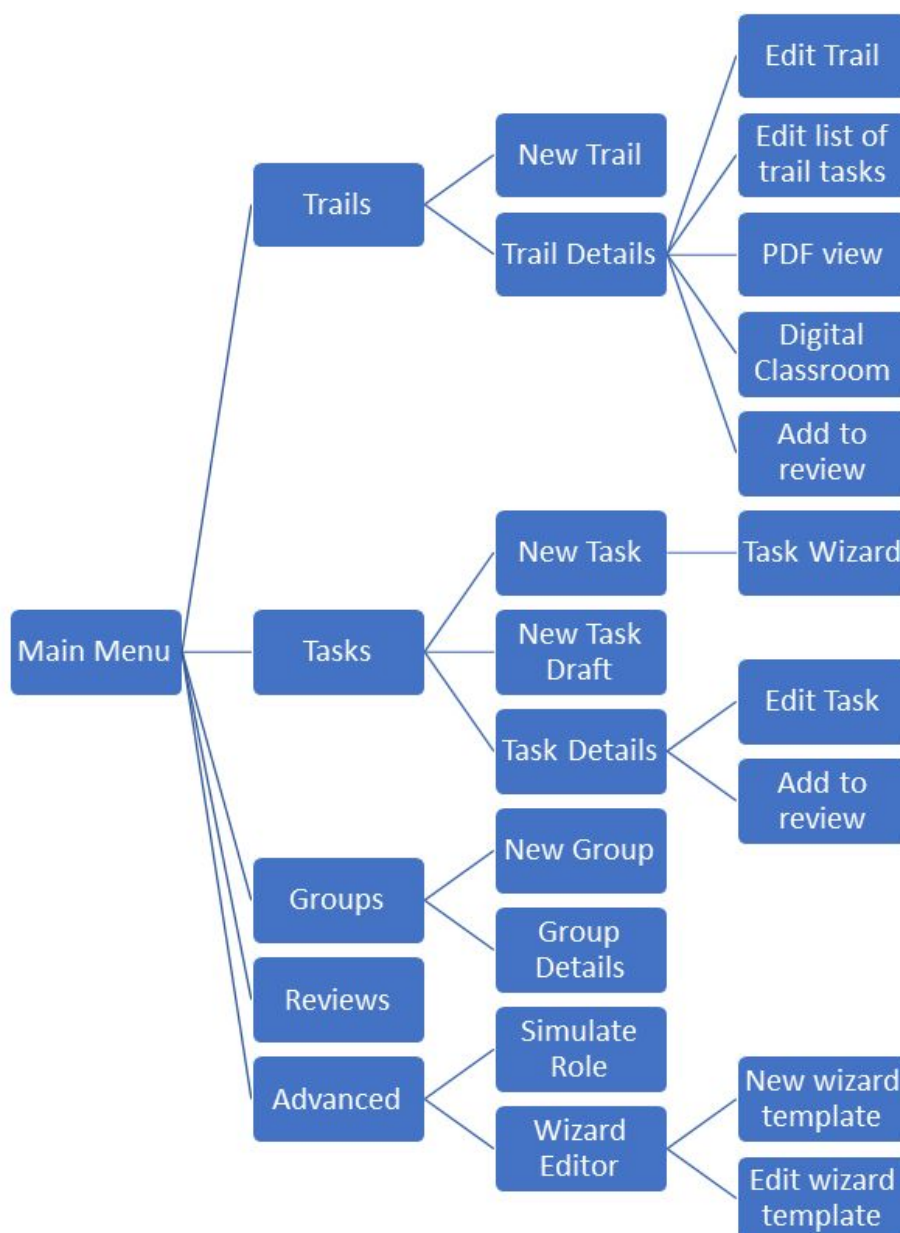 Edit Trail
Edit list of
trail tasks
New Trail
Trails
Trail Details
PDF view
Digital
Classroom
Add to
review
New Task
Task Wizard
Main Menu
Tasks
New Task
Draft
Edit Task
Task Details
Add to
review
New Group
Groups
Group
Details
Reviews
Simulate
Role
Advanced
New wizard
template
Wizard
Editor
Edit wizard
template